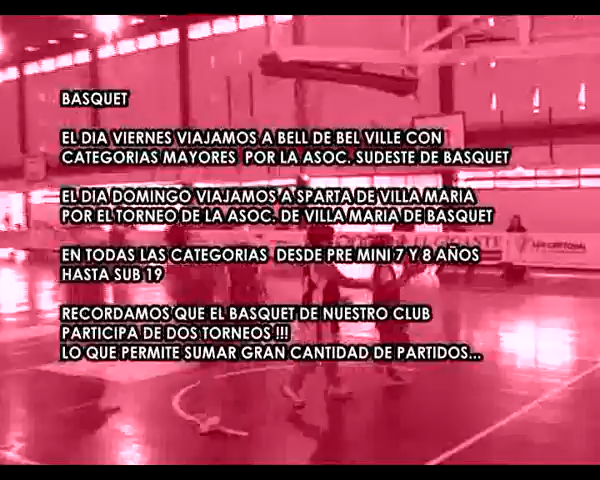 BASQUET
EL DIA VIERNES VIAJAMOS A BELL DE BEL VILLE CON
CATEGORIAS MAYORES POR LA ASOC. SUDESTE DE BASQUET
EL DIA DOMINGO VIAJAMOS A SPARTA DE VILLA MARIA
POR EL TORNEO DE LA ASOC. DE VILLA MARIA DE BASQUET
EN TODAS LAS CATEGORIAS DESDE PRE MINI 7 Y 8 AÑOS
HASTA SUB 19
RECORDAMOS QUE EL BASQUET DE NUESTRO CLUB
PARTICIPA DE DOS TORNEOS !!!
LO QUE PERMITE SUMAR GRAN CANTIDAD DE PARTIDOS...